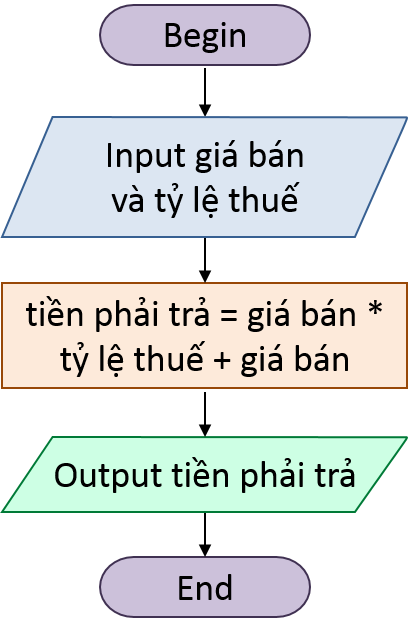 Begin
Input giá bán
và tỷ lệ thuế
tiền phải trả = giá bán *
tỷ lệ thuế + giá bán
Output tiền phải trả
End